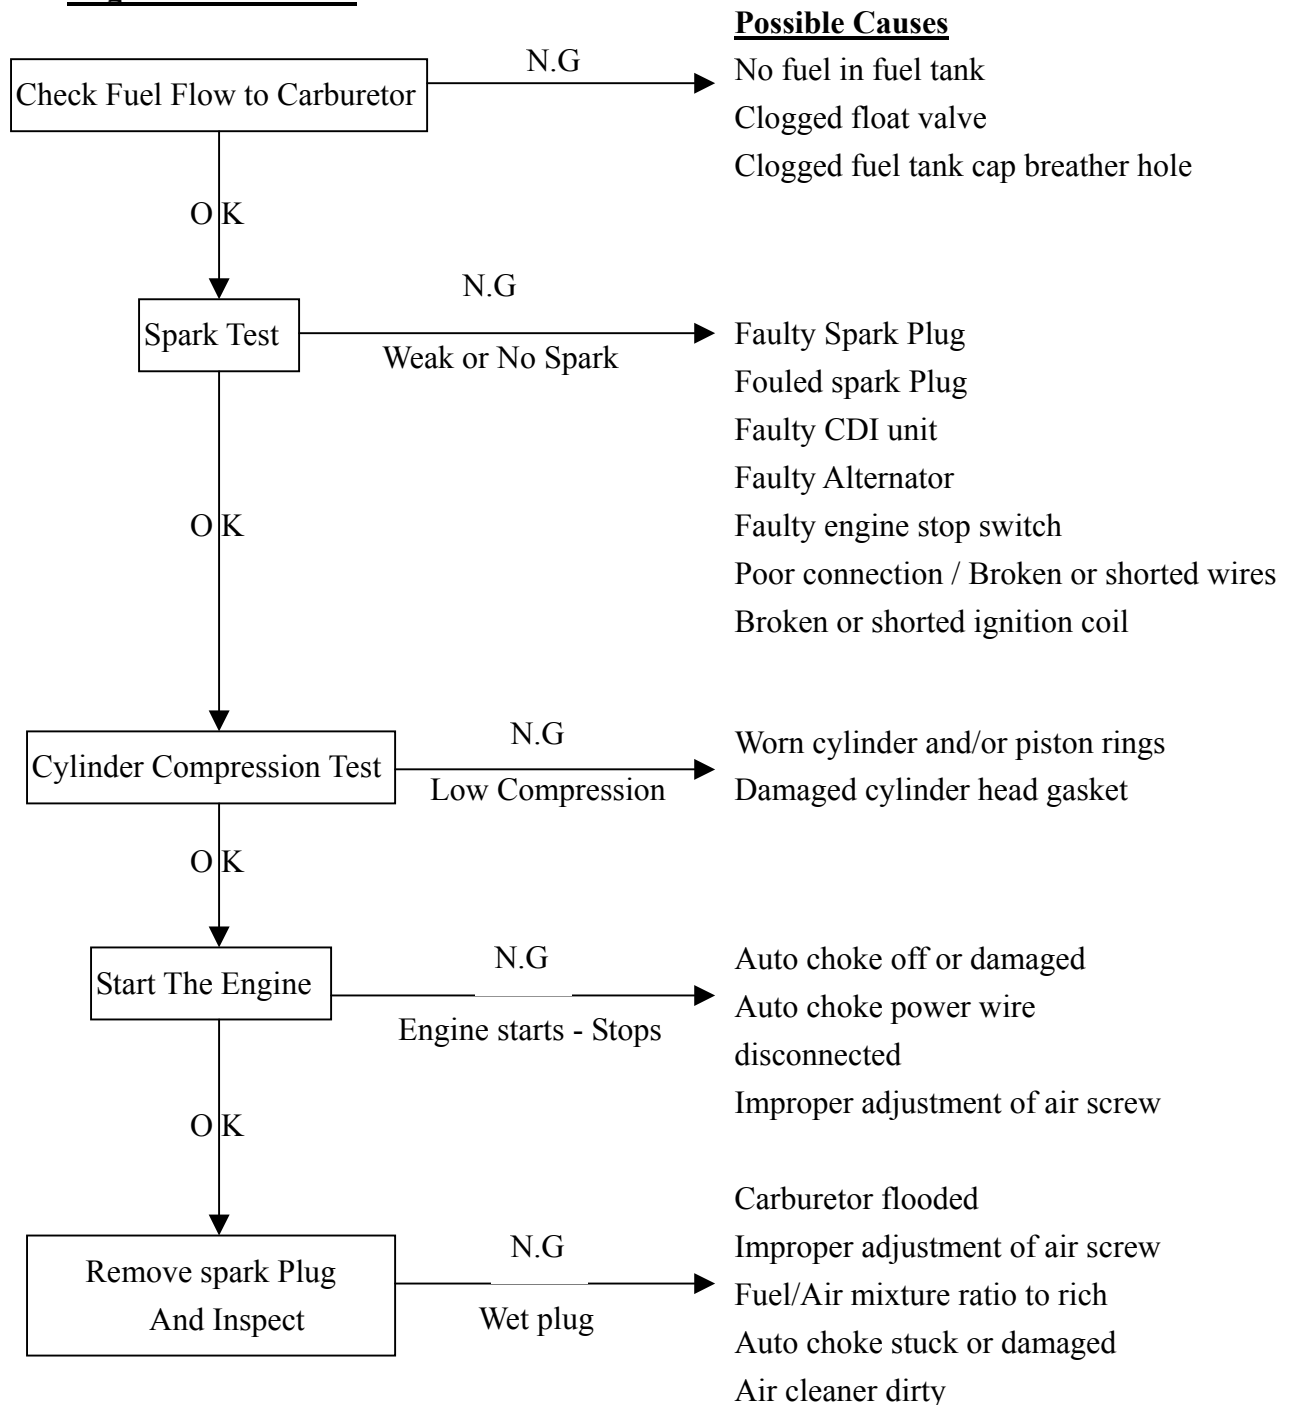 Possible Causes
N.G
Check Fuel Flow to Carburetor
No fuel in fuel tank
Clogged float valve
Clogged fuel tank cap breather hole
O K
N.G
Spark Test
Weak or No Spark
Faulty Spark Plug
Fouled spark Plug
Faulty CDI unit
Faulty Alternator
Faulty engine stop switch
Poor connection / Broken or shorted wires
Broken or shorted ignition coil
O K
N.G
Cylinder Compression Test
Low Compression
Worn cylinder and/or piston rings
Damaged cylinder head gasket
O K
N.G
Start The Engine
Engine starts - Stops
Auto choke off or damaged
Auto choke power wire
disconnected
Improper adjustment of air screw
O K
N.G
Remove spark Plug
And Inspect
Wet plug
Carburetor flooded
Improper adjustment of air screw
Fuel/Air mixture ratio to rich
Auto choke stuck or damaged
Air cleaner dirty